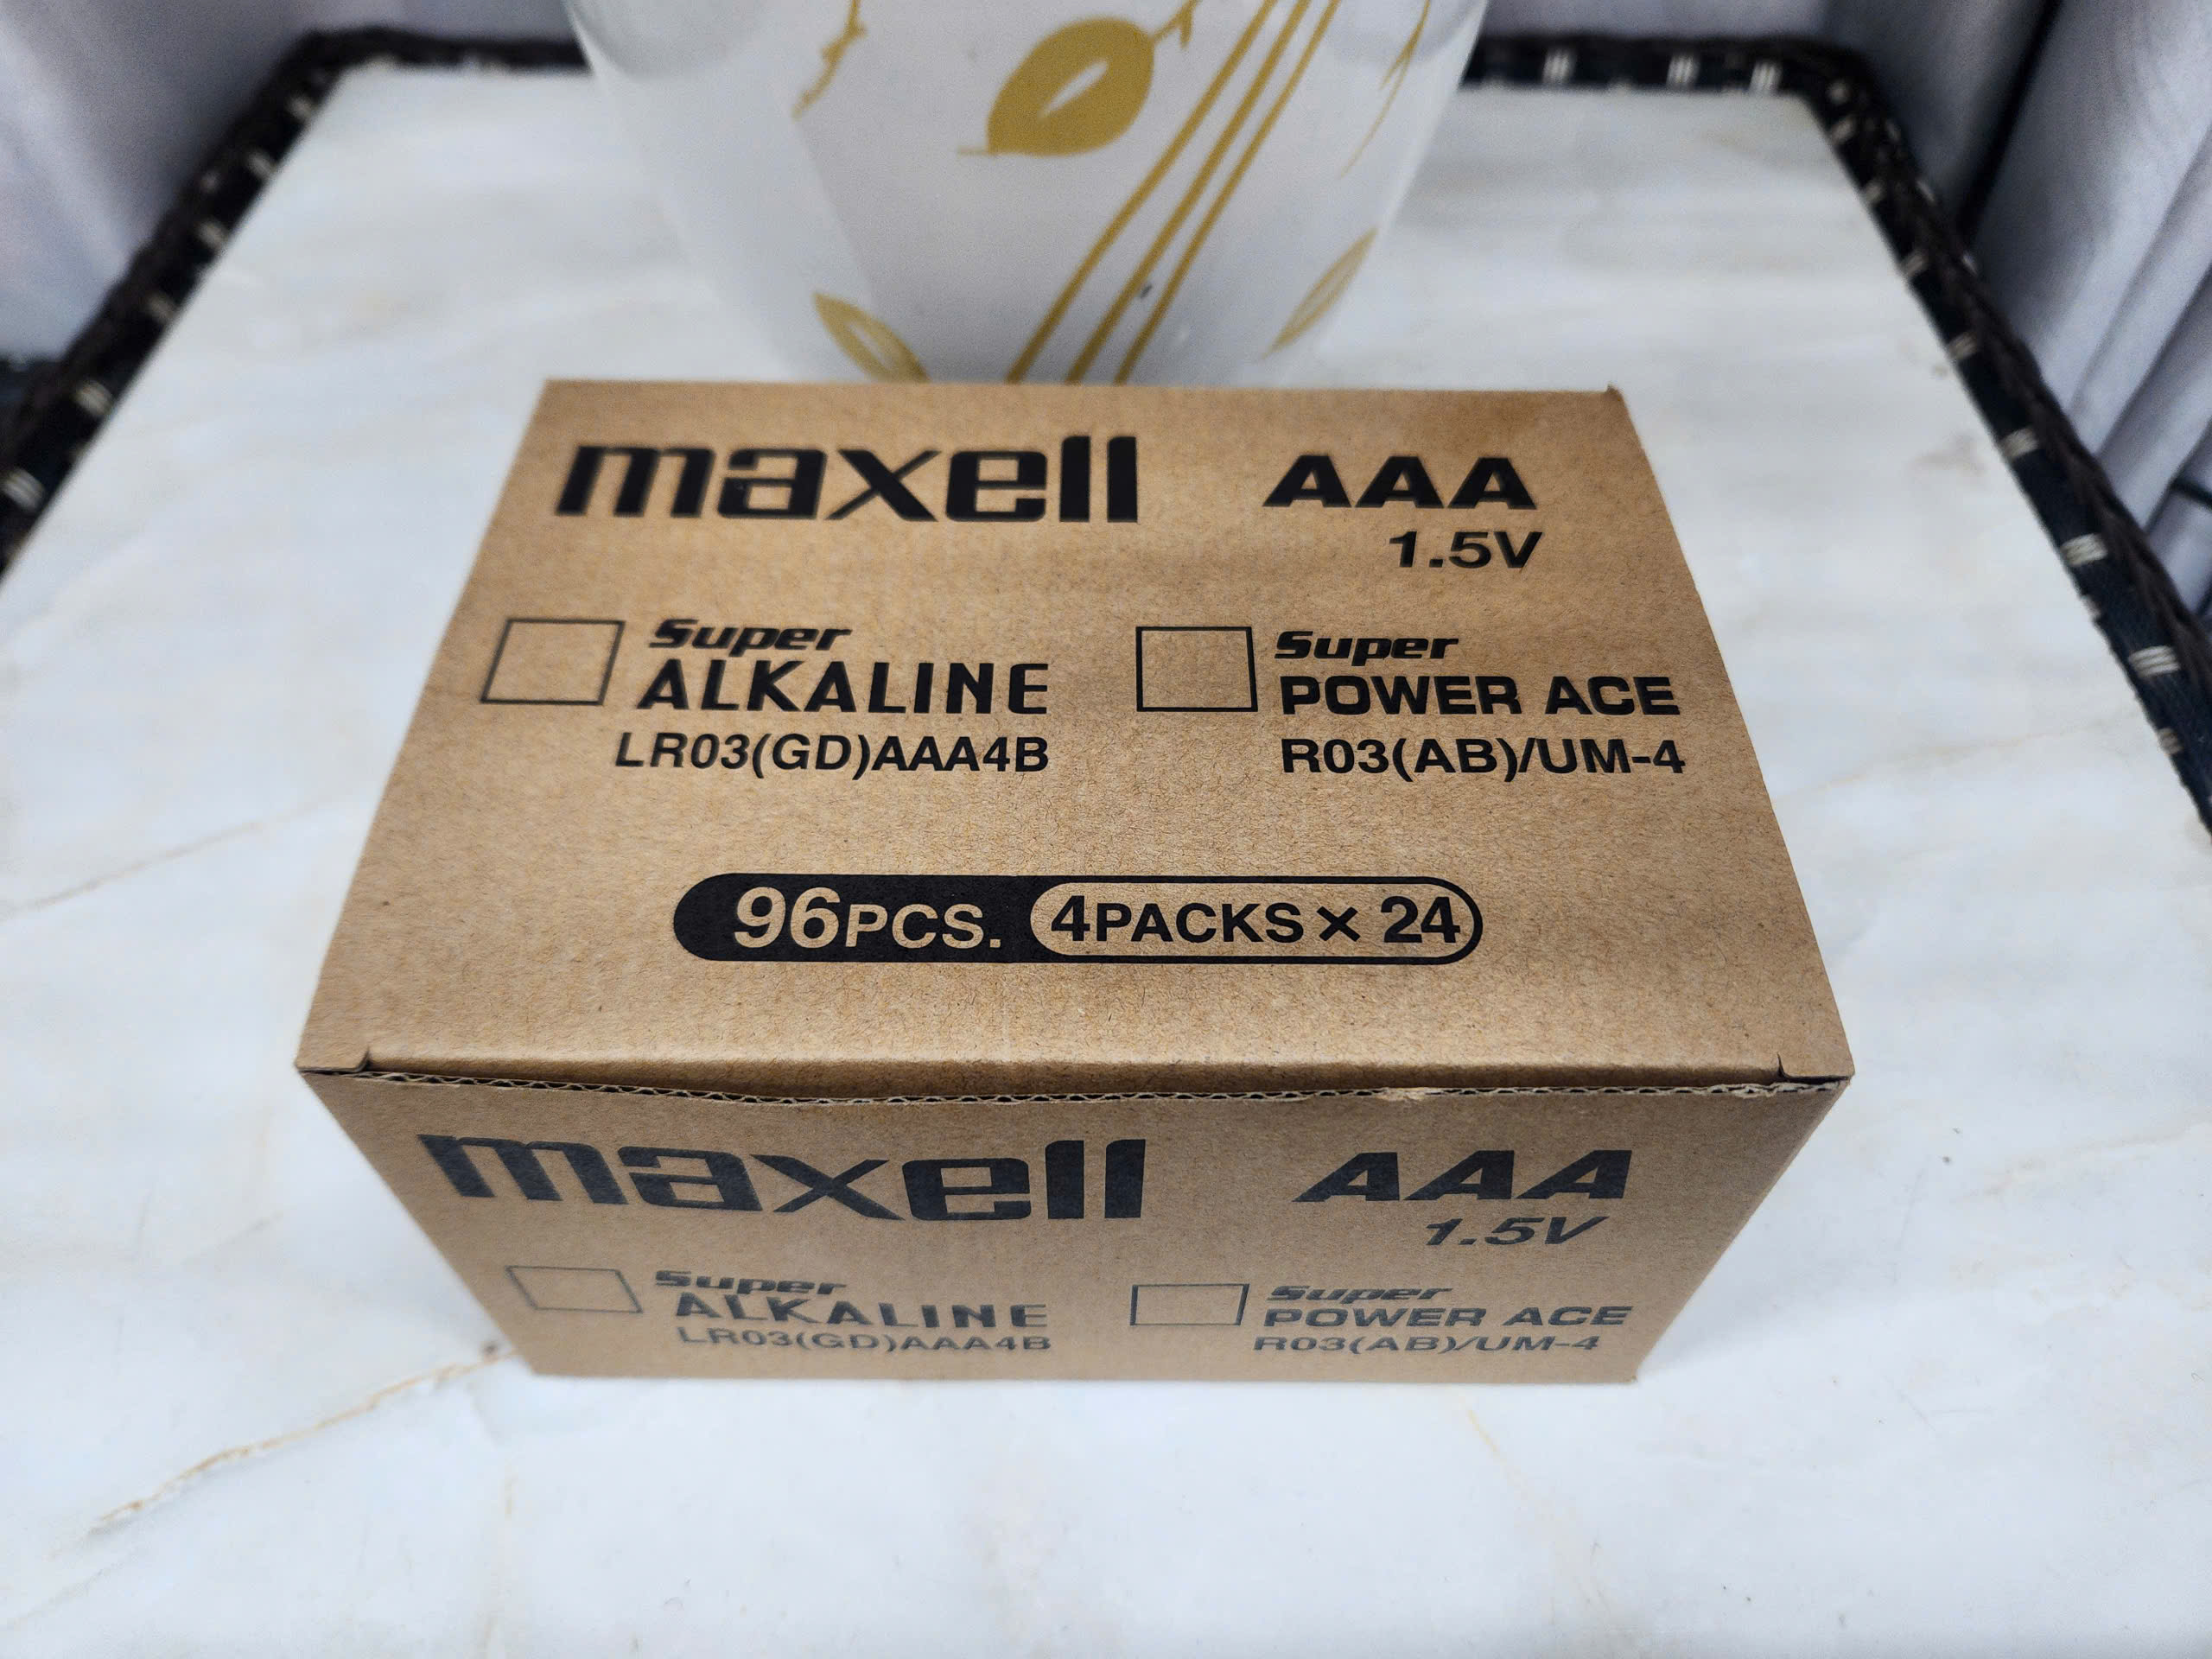 maxell AAA
1.5V
Super Super
ALKALINE POWER ACE
LR03(GD)AAA4B R03(AB)/UM-4
96PCS. 4PACKS × 24
maxell AAA
1.5V
Super Super
ALKALINE POWER ACE
LR03(GD)AAA4B R03(AB)/UM-4